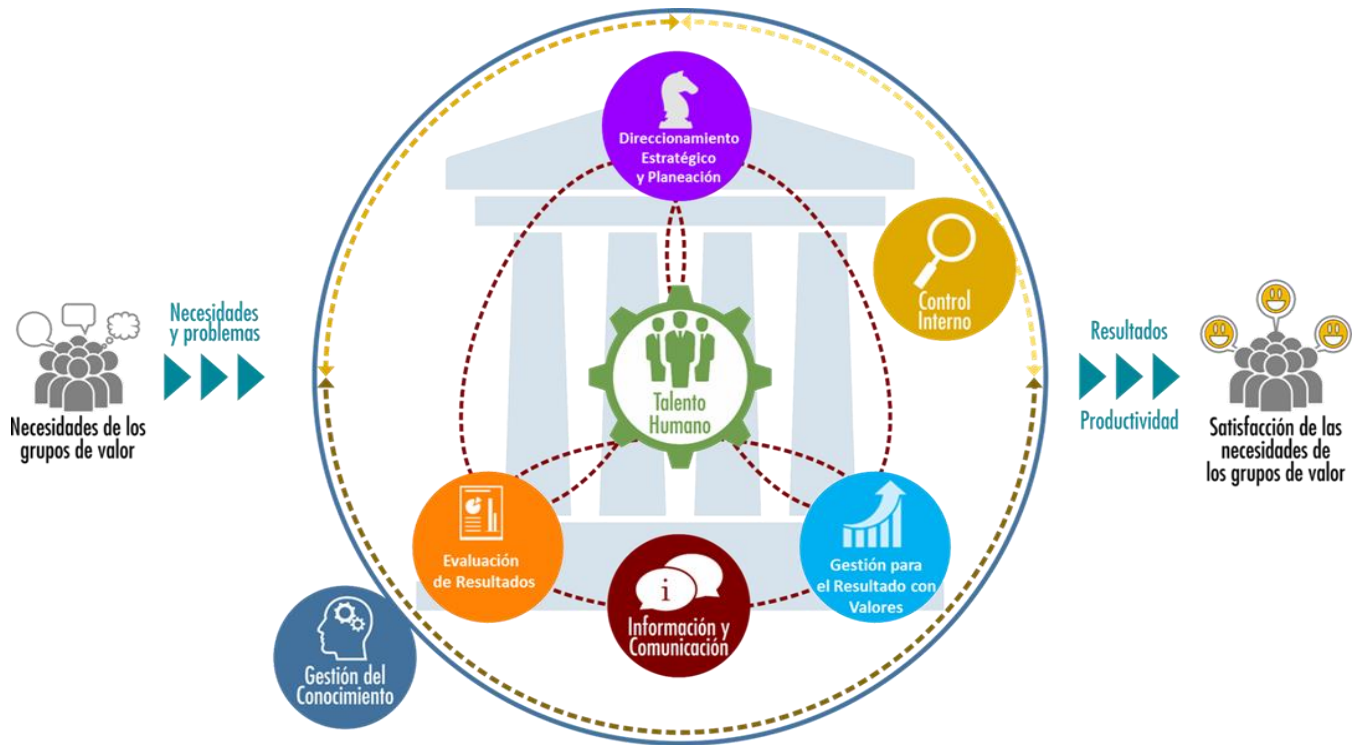 Direccionamiento
Estratégico
y Planeación
Control
Interno
Necesidades
y problemas
Necesidades de los
grupos de valor
Talento
Humano
Resultados
Productividad
Satisfacción de las
necesidades de
los grupos de valor
Evaluación
de Resultados
i
Información y
Comunicación
Gestión para
el Resultado con
Valores
Gestión del
Conocimiento